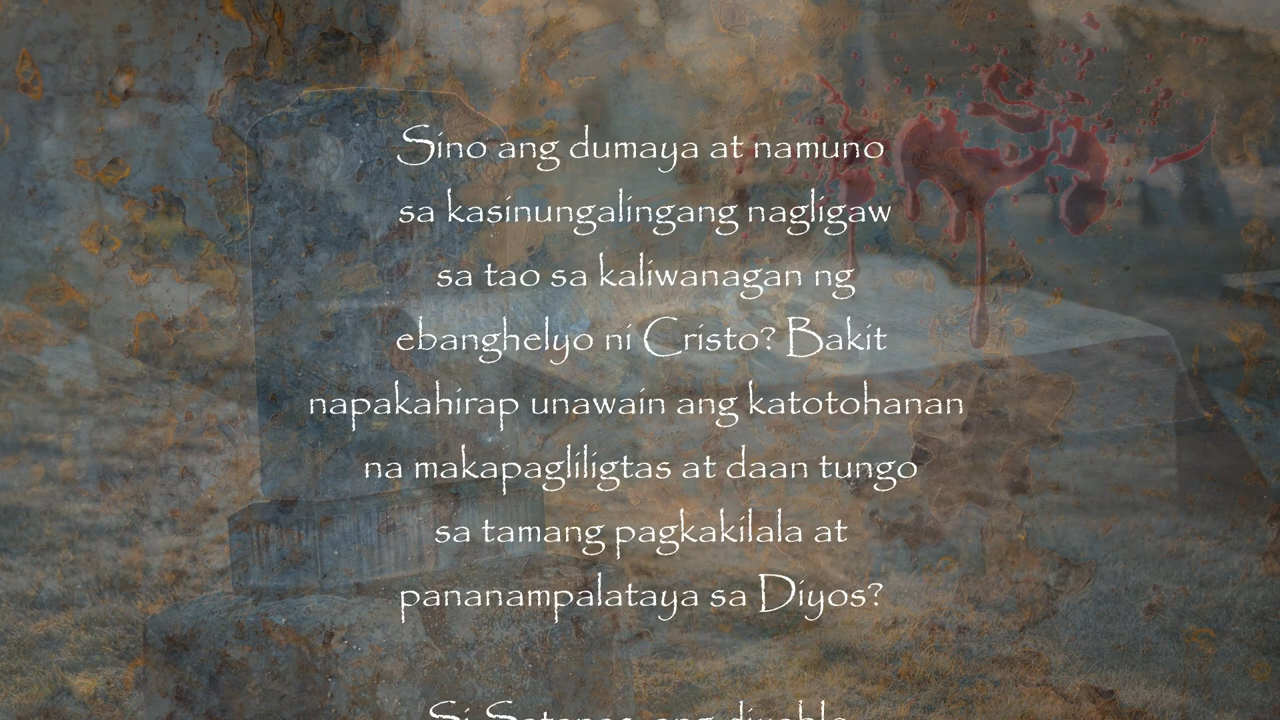 Sino ang dumaya at namuno
sa kasinungalingang nagligaw
sa tao sa kaliwanagan ng
ebanghelyo ni Cristo? Bakit
napakahirap unawain ang katotohanan
na makapagliligtas at daan tungo
sa tamang pagkakilala at
pananampalataya sa Diyos?
Si Satanas ang diyablo